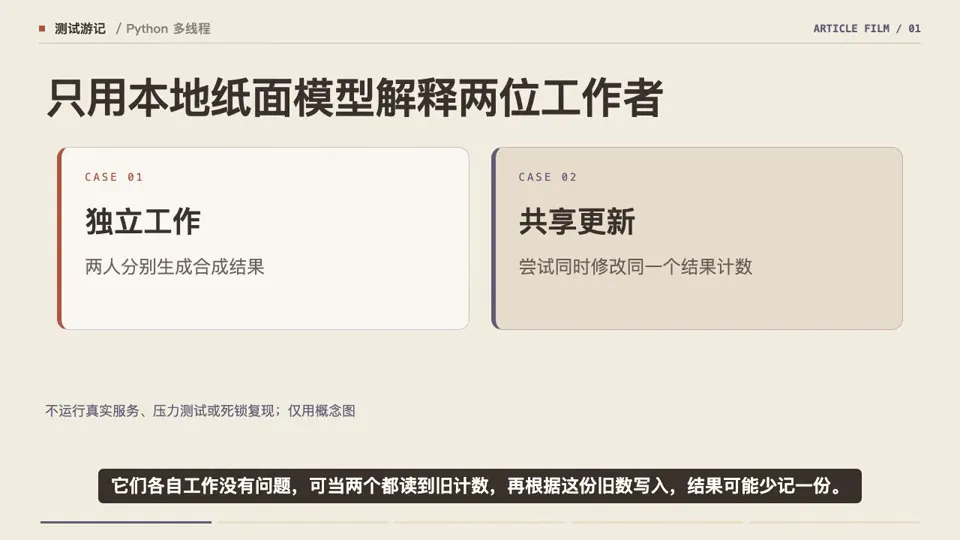 测试游记 / Python 多线程
ARTICLE FILM / 01
只用本地纸面模型解释两位工作者
CASE 01
独立工作
两人分别生成合成结果
CASE 02
共享更新
尝试同时修改同一个结果计数
不运行真实服务、压力测试或死锁复现；仅用概念图
它们各自工作没有问题，可当两个都读到旧计数，再根据这份旧数写入，结果可能少记一份。